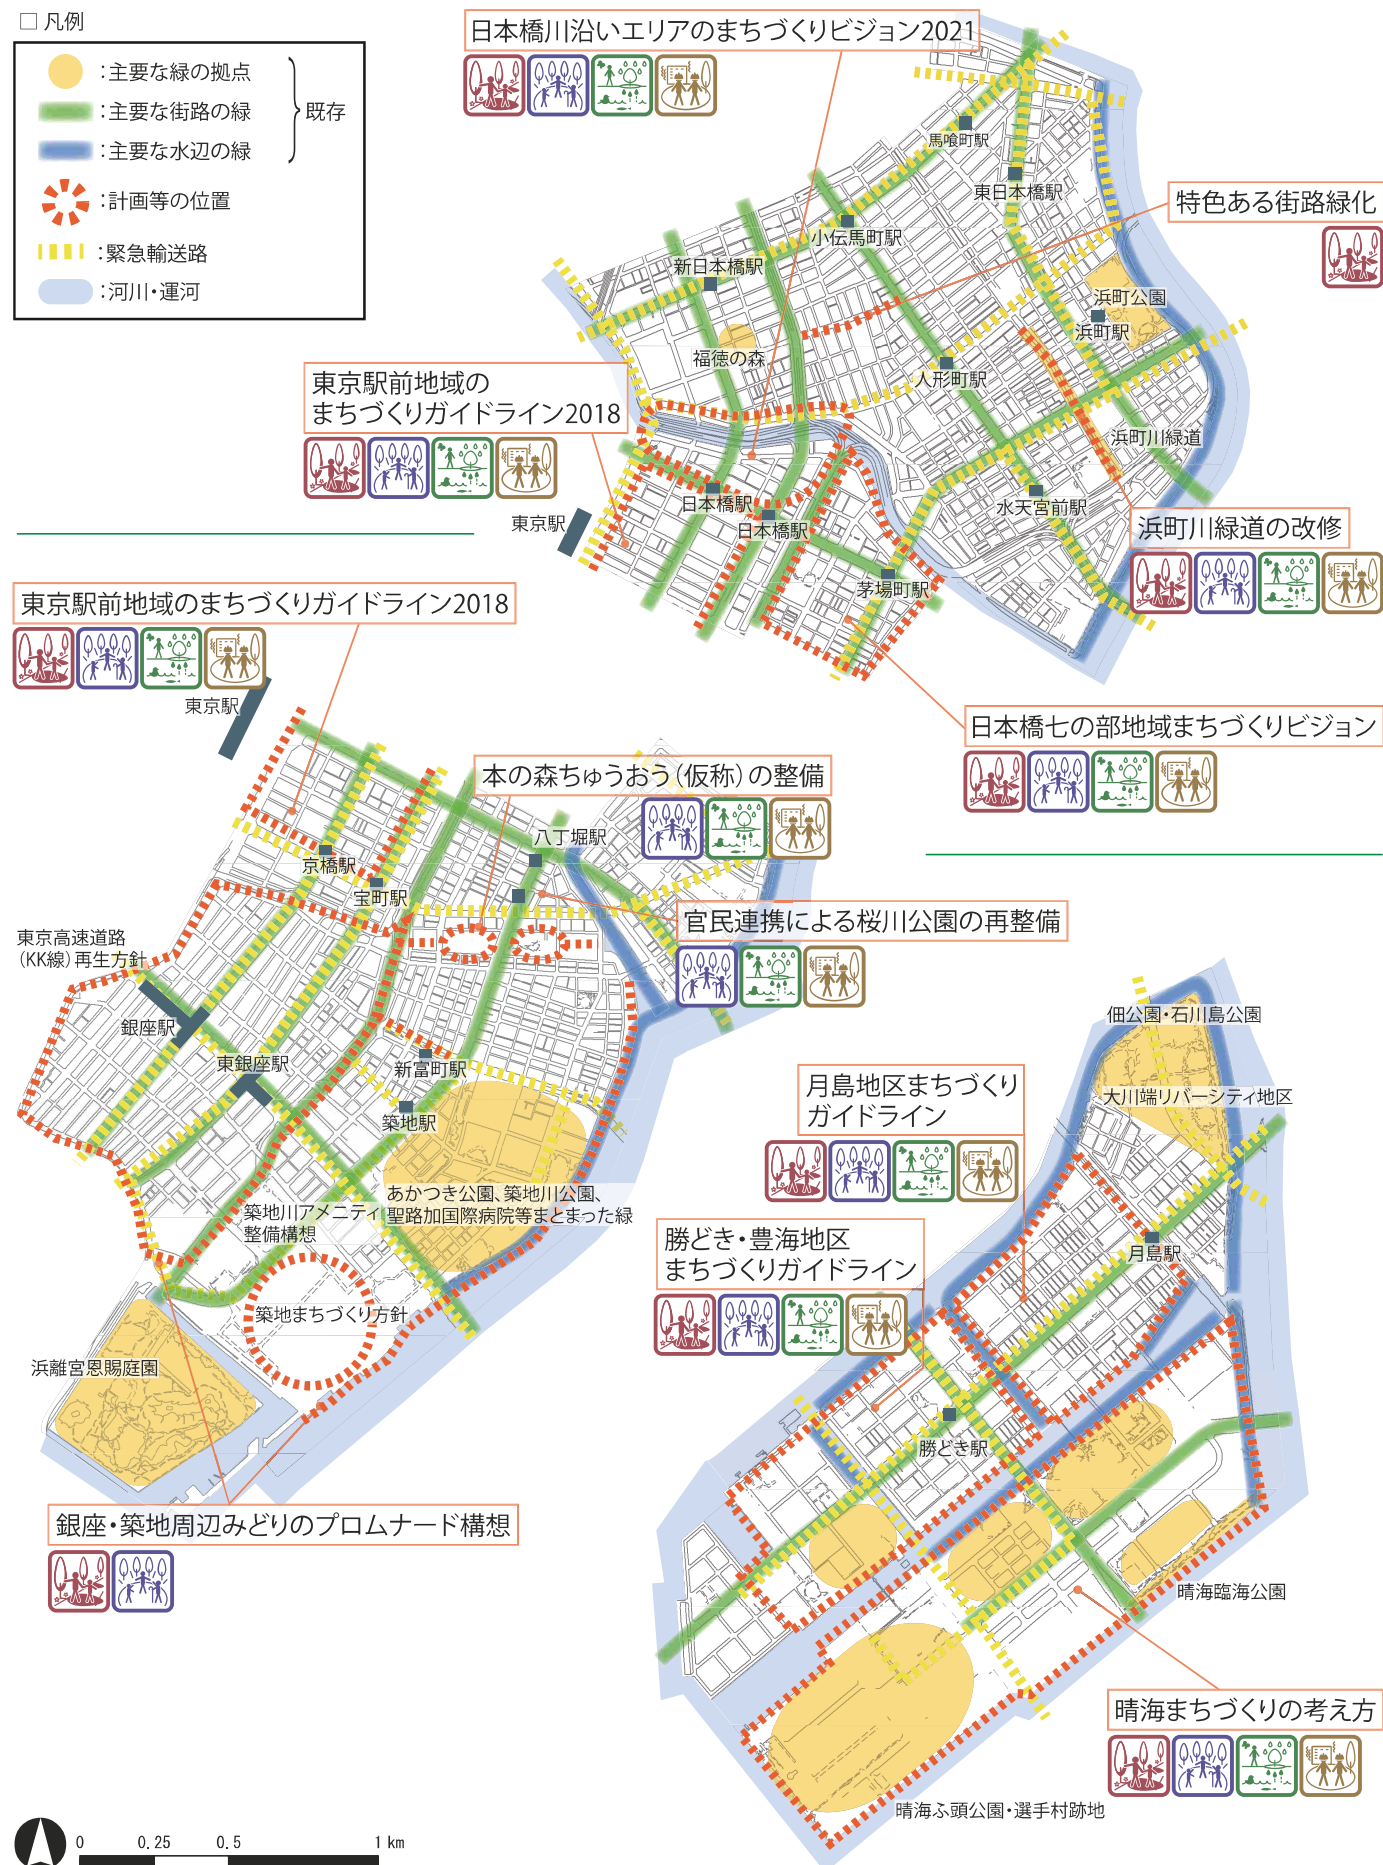 □ 凡例
:主要な緑の拠点
:主要な街路の緑
:主要な水辺の緑
既存
:計画等の位置
:緊急輸送路
:河川・運河
日本橋川沿いエリアのまちづくりビジョン2021
馬喰町駅
東日本橋駅
特色ある街路緑化
小伝馬町駅
新日本橋駅
浜町公園
浜町駅
福徳の森
人形町駅
東京駅前地域の
まちづくりガイドライン2018
浜町川緑道
日本橋駅
日本橋駅
水天宮前駅
東京駅
浜町川緑道の改修
茅場町駅
東京駅前地域のまちづくりガイドライン2018
東京駅
日本橋七の部地域まちづくりビジョン
本の森ちゅうおう(仮称)の整備
八丁堀駅
京橋駅
宝町駅
官民連携による桜川公園の再整備
東京高速道路
(KK線)再生方針
銀座駅
東銀座駅
新富町駅
築地駅
佃公園・石川島公園
大川端リバーシティ地区
月島地区まちづくり
ガイドライン
あかつき公園、築地川公園、
聖路加国際病院等まとまった緑
築地川アメニティ
整備構想
勝どき・豊海地区
まちづくりガイドライン
月島駅
築地まちづくり方針
浜離宮恩賜庭園
勝どき駅
銀座・築地周辺みどりのプロムナード構想
晴海臨海公園
晴海まちづくりの考え方
晴海ふ頭公園・選手村跡地
0 0.25 0.5 1 km